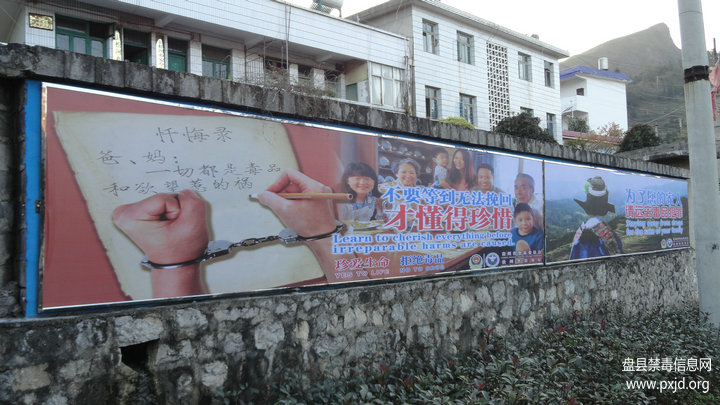 忏悔录
爸、妈：
一切都是毒品
和欲望惹的祸
不要等到无法挽回
才懂得珍惜
Learn to cherish everything before
irreparable harms are caused.
珍爱生命 拒绝毒品
YES TO LIFE NO TO DRUG
盘县禁毒信息网
www.pxjd.org